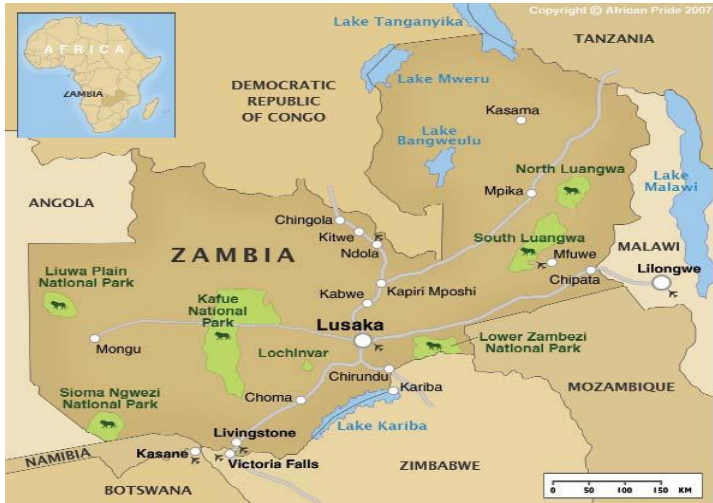 Copyright © African Pride 2007
Lake Tanganyika
TANZANIA
AFRICA
ZAMBIA
Lake Mweru
DEMOCRATIC
REPUBLIC
OF CONGO
Kasama
Lake
Bangweulu
North Luangwa
Lake
Malawi
Mpika
ANGOLA
Chingola
Kitwe
Ndola
South Luangwa
MALAWI
ZAMBIA
Mfuwe
Lilongwe
Liuwa Plain
National Park
Chipata
Kafue
National
Park
Kabwe
Kapiri Mposhi
Lusaka
Mongu
Lochinvar
Lower Zambezi
National Park
Chirundu
Kariba
MOZAMBIQUE
Sioma Ngwezi
National Park
Choma
Lake Kariba
Livingstone
Kasane
Victoria Falls
NAMIBIA
ZIMBABWE
BOTSWANA
0 50 100 150 KM